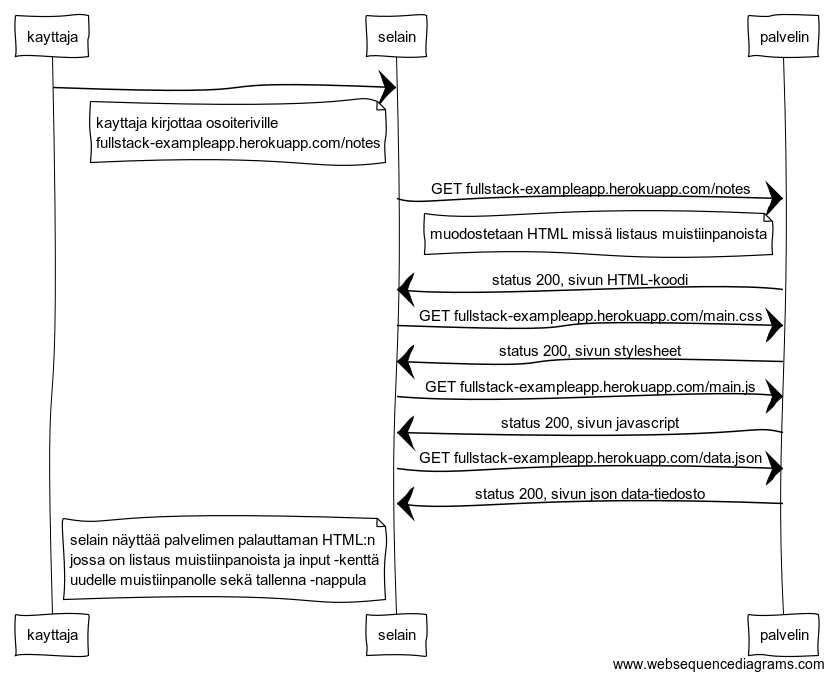 kayttaja
selain
palvelin
kayttaja kirjottaa osoiteriville
fullstack-exampleapp.herokuapp.com/notes
GET fullstack-exampleapp.herokuapp.com/notes
muodostetaan HTML missä listaus muistiinpanoista
status 200, sivun HTML-koodi
GET fullstack-exampleapp.herokuapp.com/main.css
status 200, sivun stylesheet
GET fullstack-exampleapp.herokuapp.com/main.js
status 200, sivun javascript
GET fullstack-exampleapp.herokuapp.com/data.json
status 200, sivun json data-tiedosto
selain näyttää palvelimen palauttaman HTML:n
jossa on listaus muistiinpanoista ja input -kenttä
uudelle muistiinpanolle sekä tallenna -nappula
kayttaja
selain
palvelin
www.websequencediagrams.com